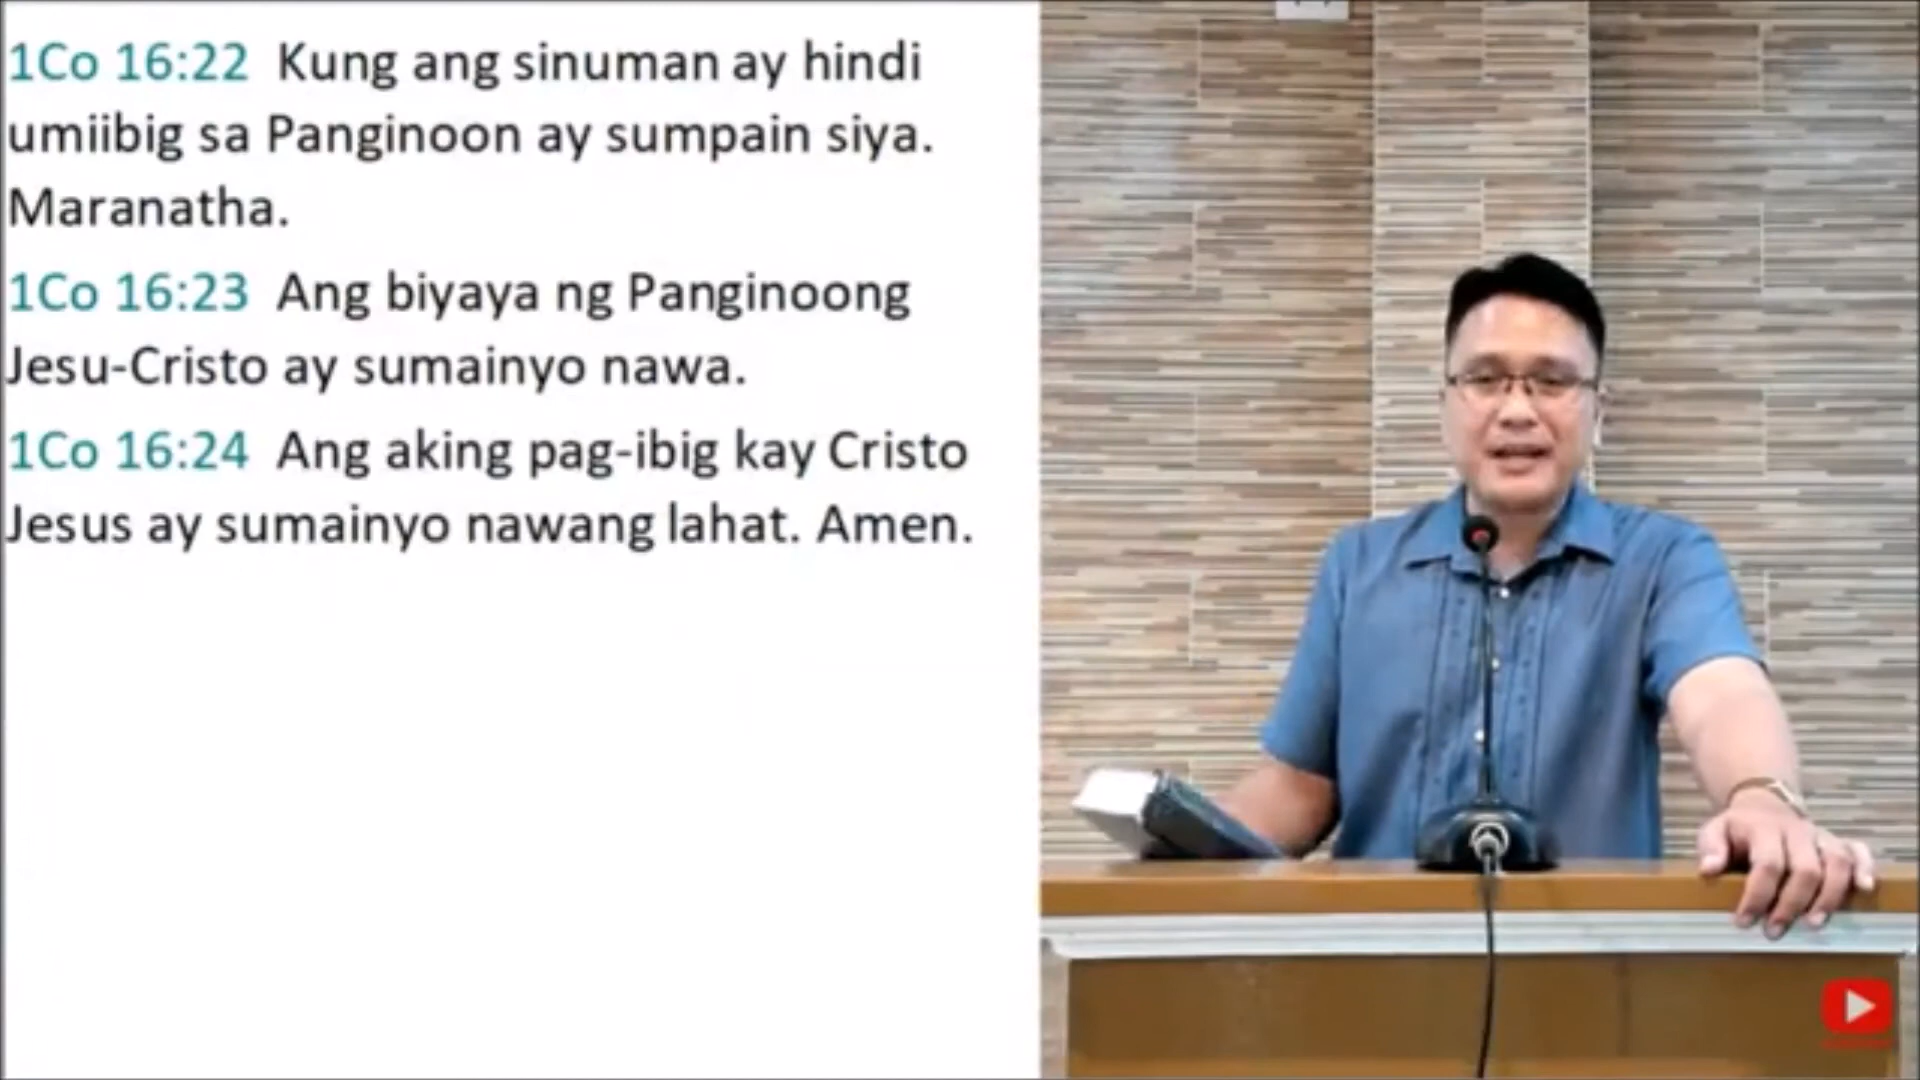 1Co 16:22 Kung ang sinuman ay hindi
umiibig sa Panginoon ay sumpain siya.
Maranatha.
1Co 16:23 Ang biyaya ng Panginoong
Jesu-Cristo ay sumainyo nawa.
1Co 16:24 Ang aking pag-ibig kay Cristo
Jesus ay sumainyo nawang lahat. Amen.